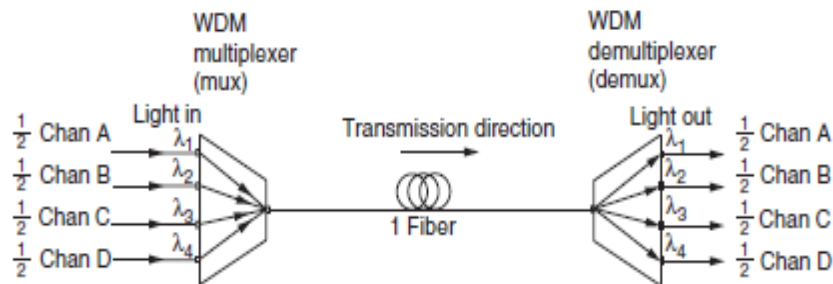 WDM
multiplexer
(mux)
WDM
demultiplexer
(demux)
Light in
Transmission direction
Light out
1/2 Chan A
λ1
λ1
1/2 Chan A
1/2 Chan B
λ2
λ2
1/2 Chan B
1/2 Chan C
λ3
1 Fiber
λ3
1/2 Chan C
1/2 Chan D
λ4
λ4
1/2 Chan D